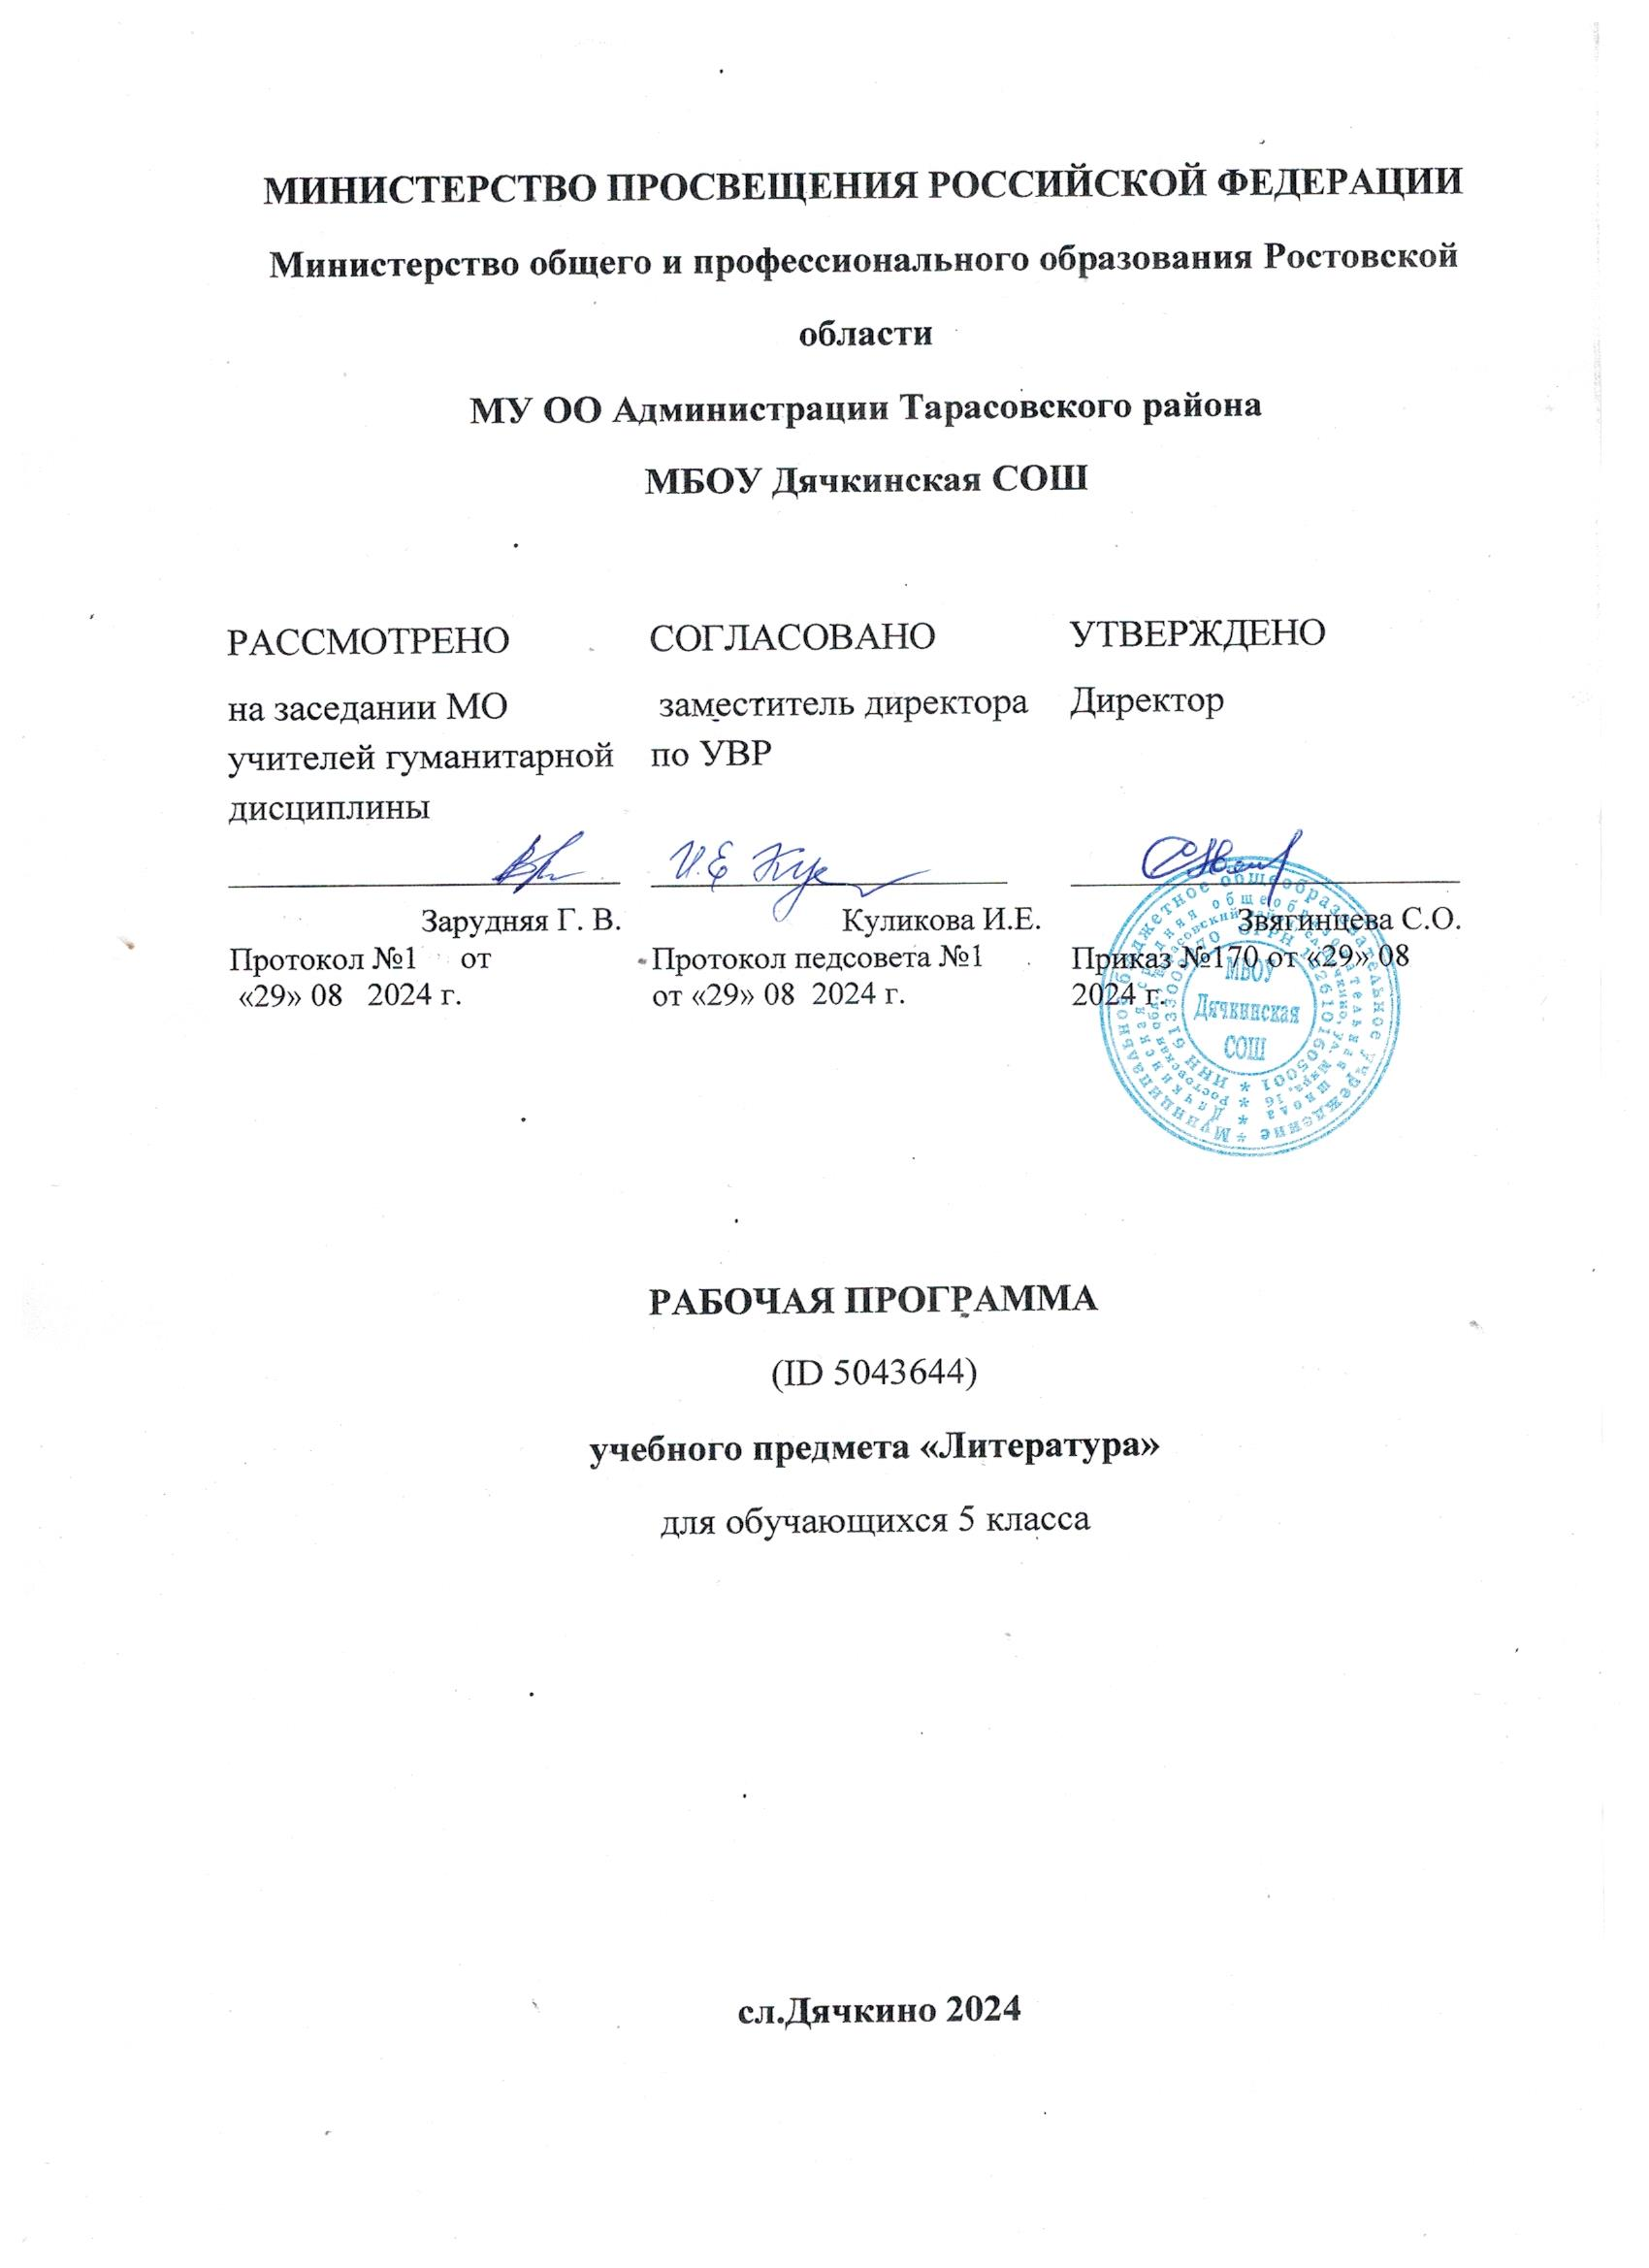 МИНИСТЕРСТВО ПРОСВЕЩЕНИЯ РОССИЙСКОЙ ФЕДЕРАЦИИ
Министерство общего и профессионального образования Ростовской
области
МУ ОО Администрации Тарасовского района
МБОУ Дячкинская СОШ
РАССМОТРЕНО
на заседании МО
учителей гуманитарной
дисциплины
Зарудняя Г. В.
Протокол №1 от
«29» 08 2024 г.
СОГЛАСОВАНО
заместитель директора
по УВР
И.Е Кук
Куликова И.Е.
Протокол педсовета №1
от «29» 08 2024 г.
УТВЕРЖДЕНО
Директор
Звягинцева С.О.
Приказ №170 от «29» 08
2024 г.
МБОУ
Дячкинская
СОШ
РАБОЧАЯ ПРОГРАММА
(ID 5043644)
учебного предмета «Литература»
для обучающихся 5 класса
сл.Дячкино 2024